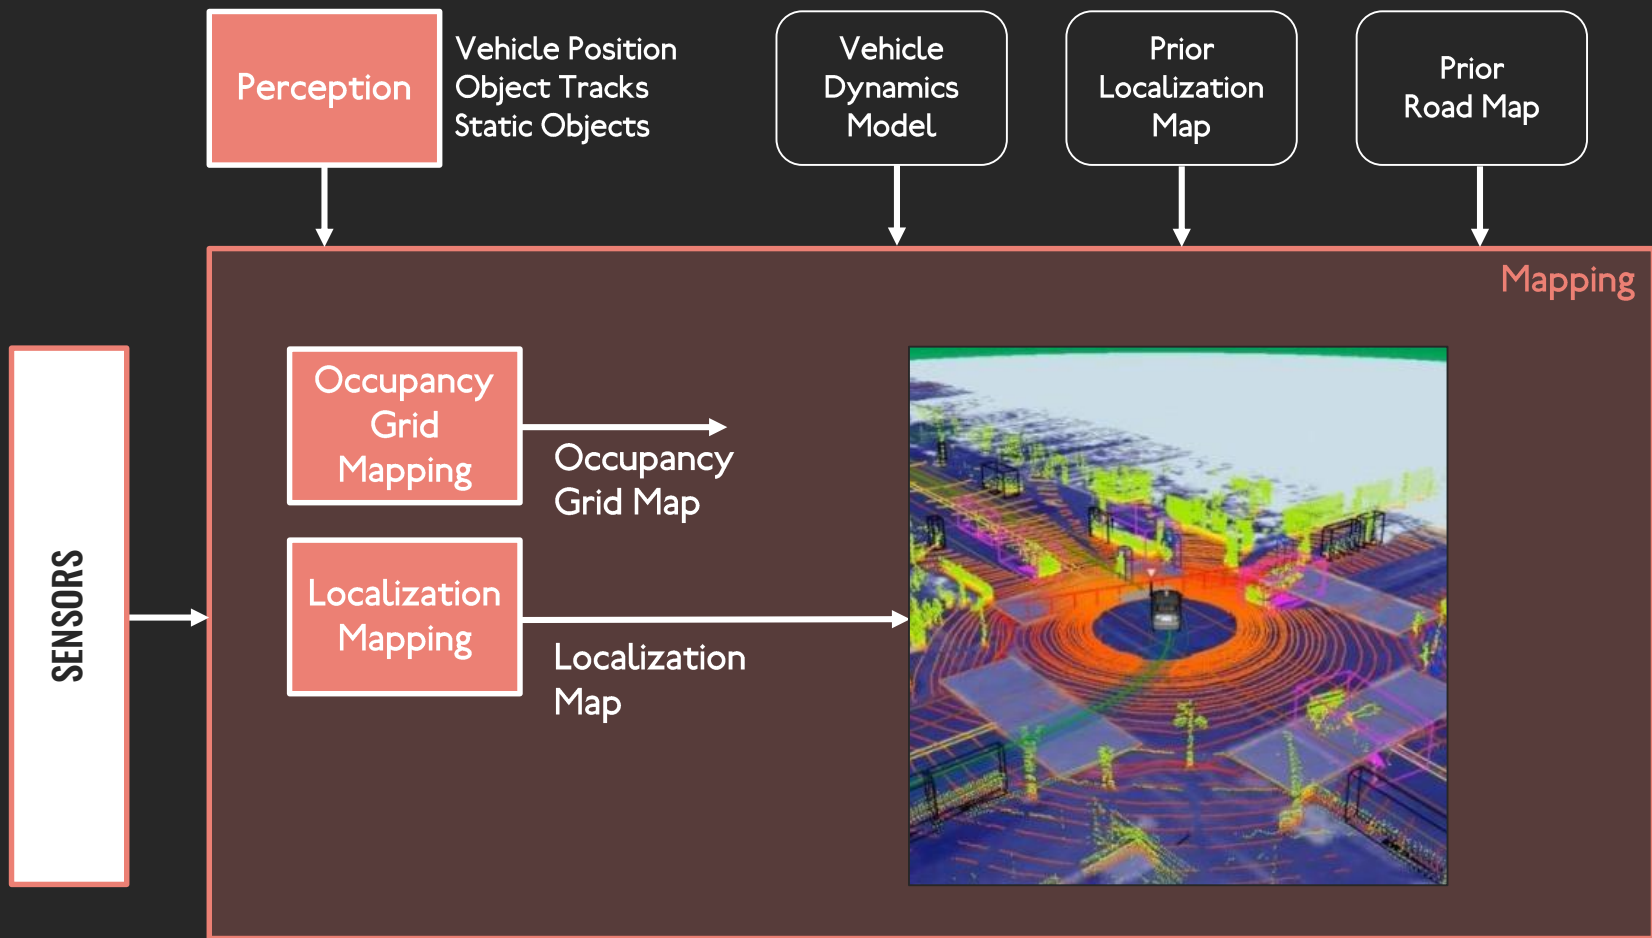 Perception
Vehicle Position
Object Tracks
Static Objects
Vehicle
Dynamics
Model
Prior
Localization
Map
Prior
Road Map
Mapping
SENSORS
Occupancy
Grid
Mapping
Occupancy
Grid Map
Localization
Mapping
Localization
Map